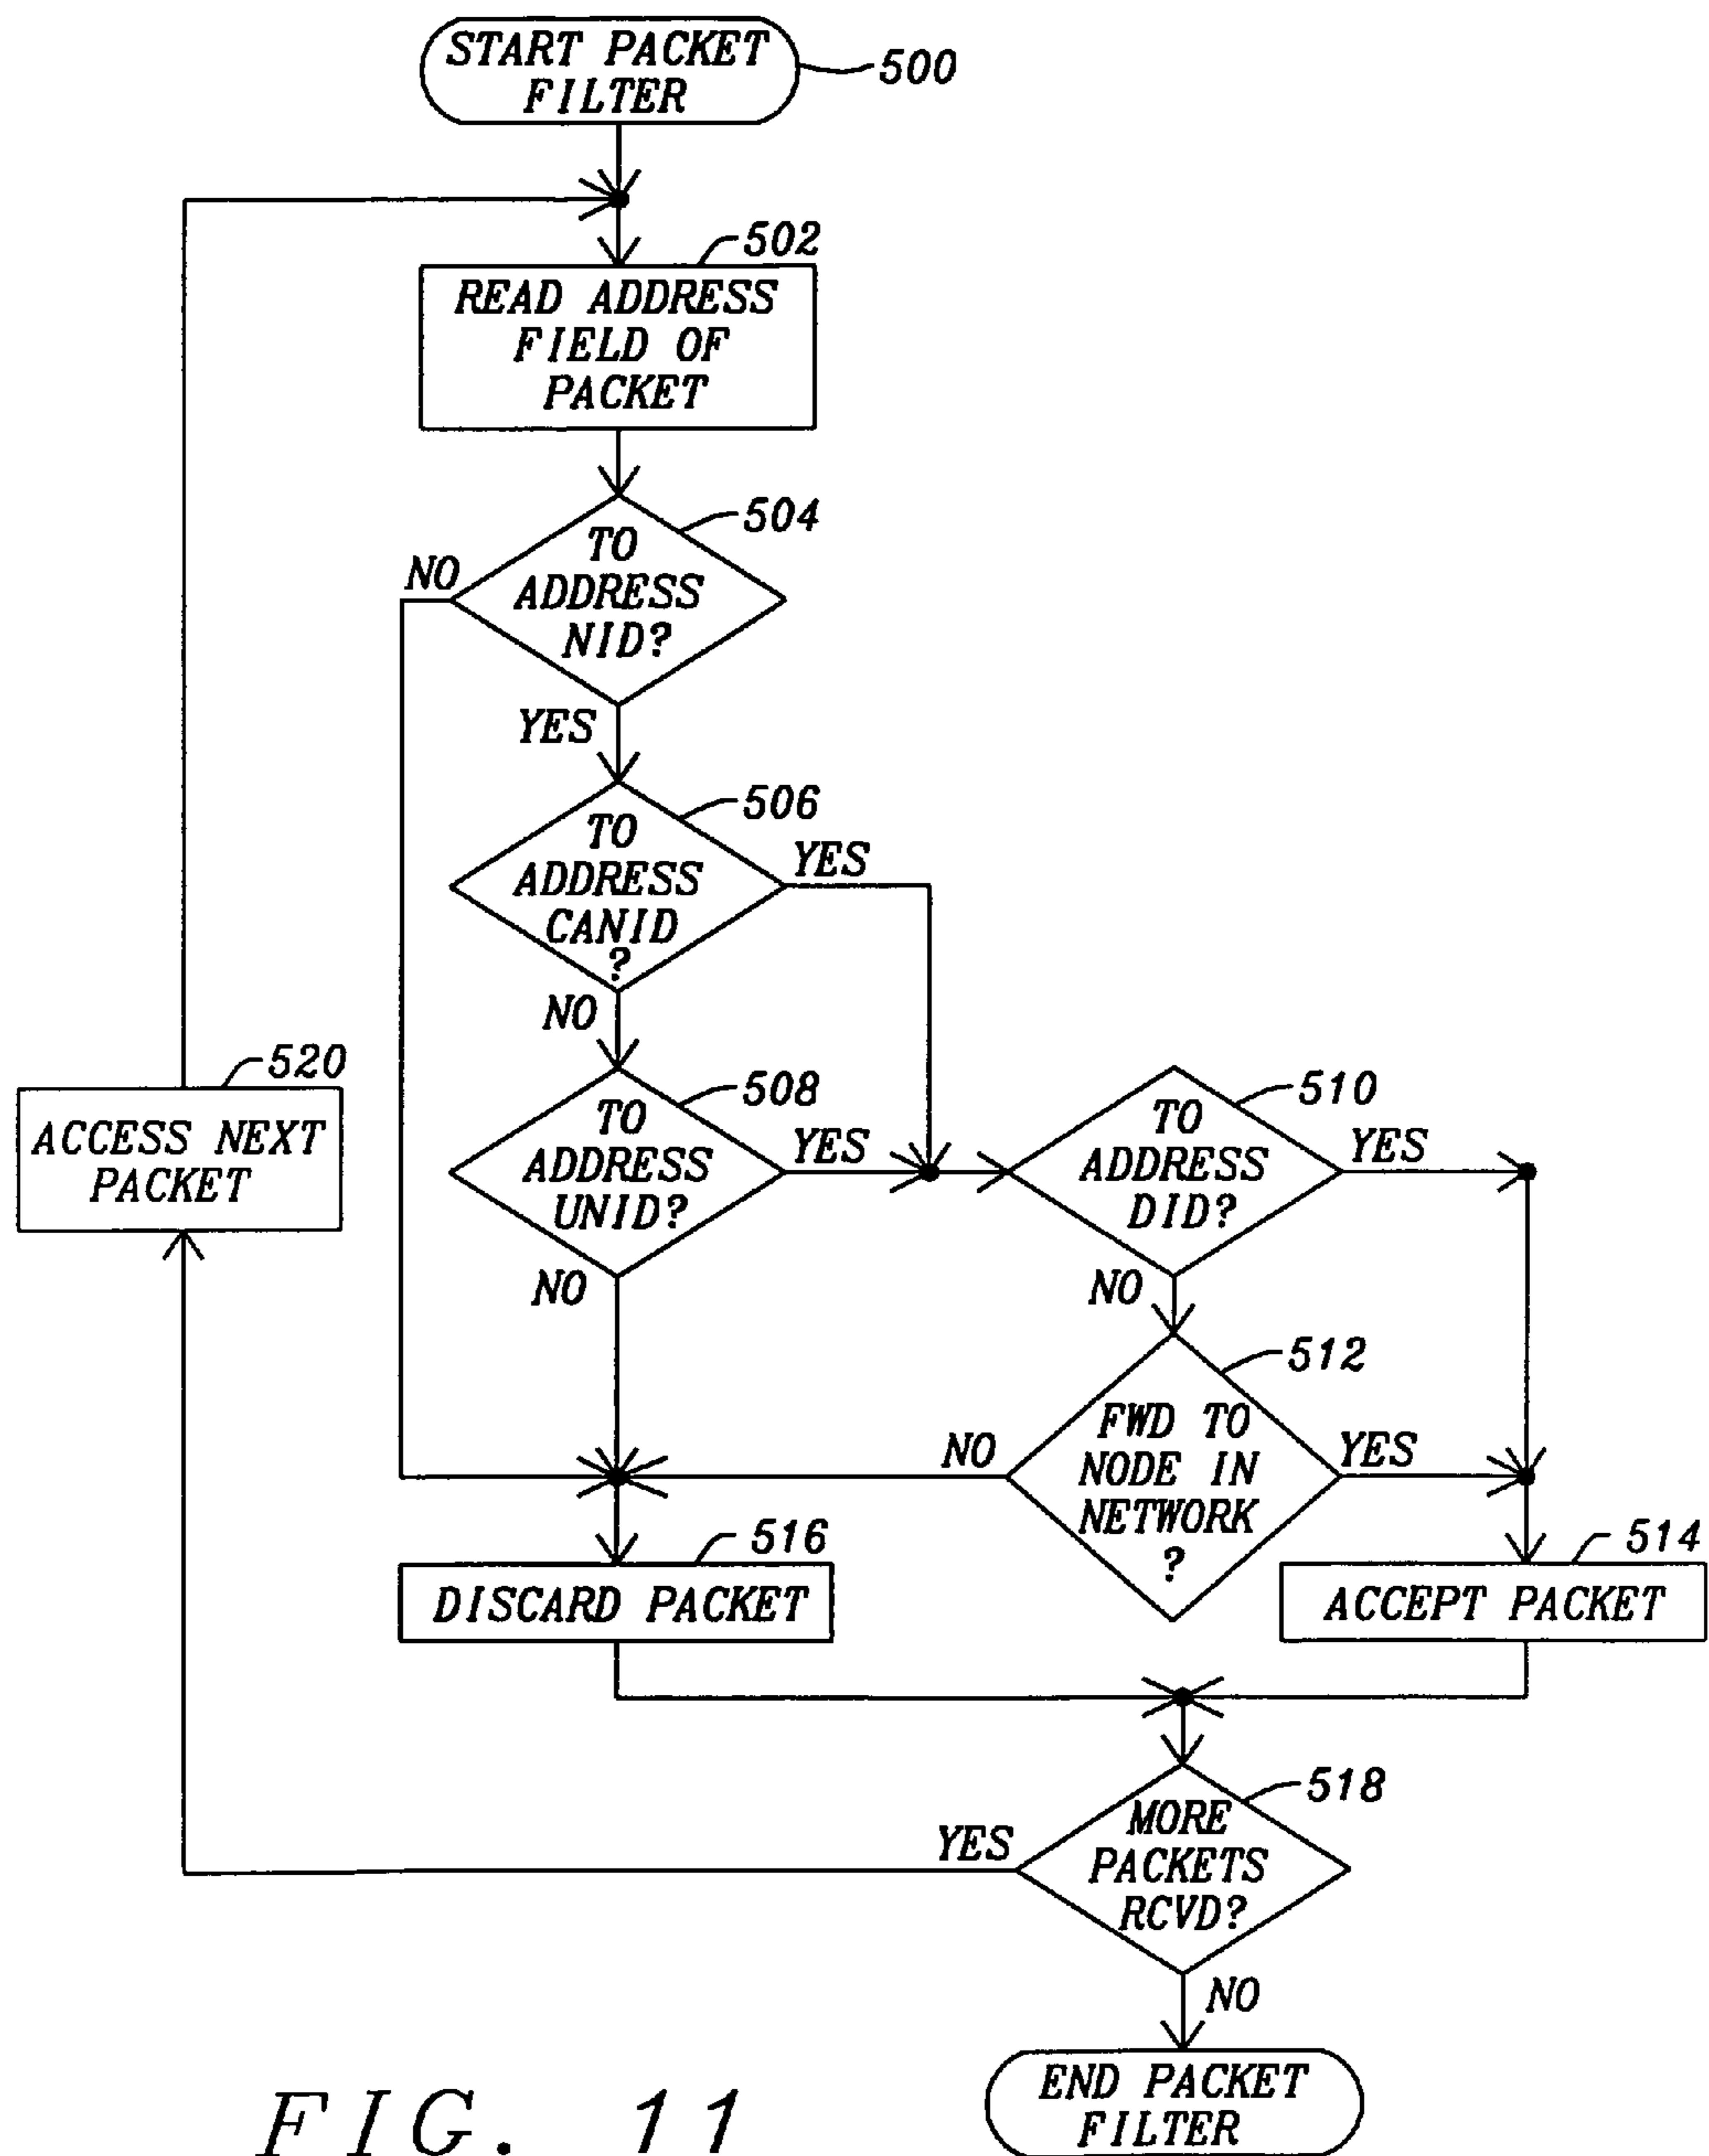 START PACKET
FILTER
500
502
READ ADDRESS
FIELD OF
PACKET
504
TO
ADDRESS
NID?
NO
YES
506
TO
ADDRESS
CANID
?
YES
NO
520
ACCESS NEXT
PACKET
508
TO
ADDRESS
UNID?
YES
NO
510
TO
ADDRESS
DID?
YES
NO
512
FWD TO
NODE IN
NETWORK
?
NO
YES
516
DISCARD PACKET
514
ACCEPT PACKET
518
MORE
PACKETS
RCVD?
YES
NO
END PACKET
FILTER
FIG. 11